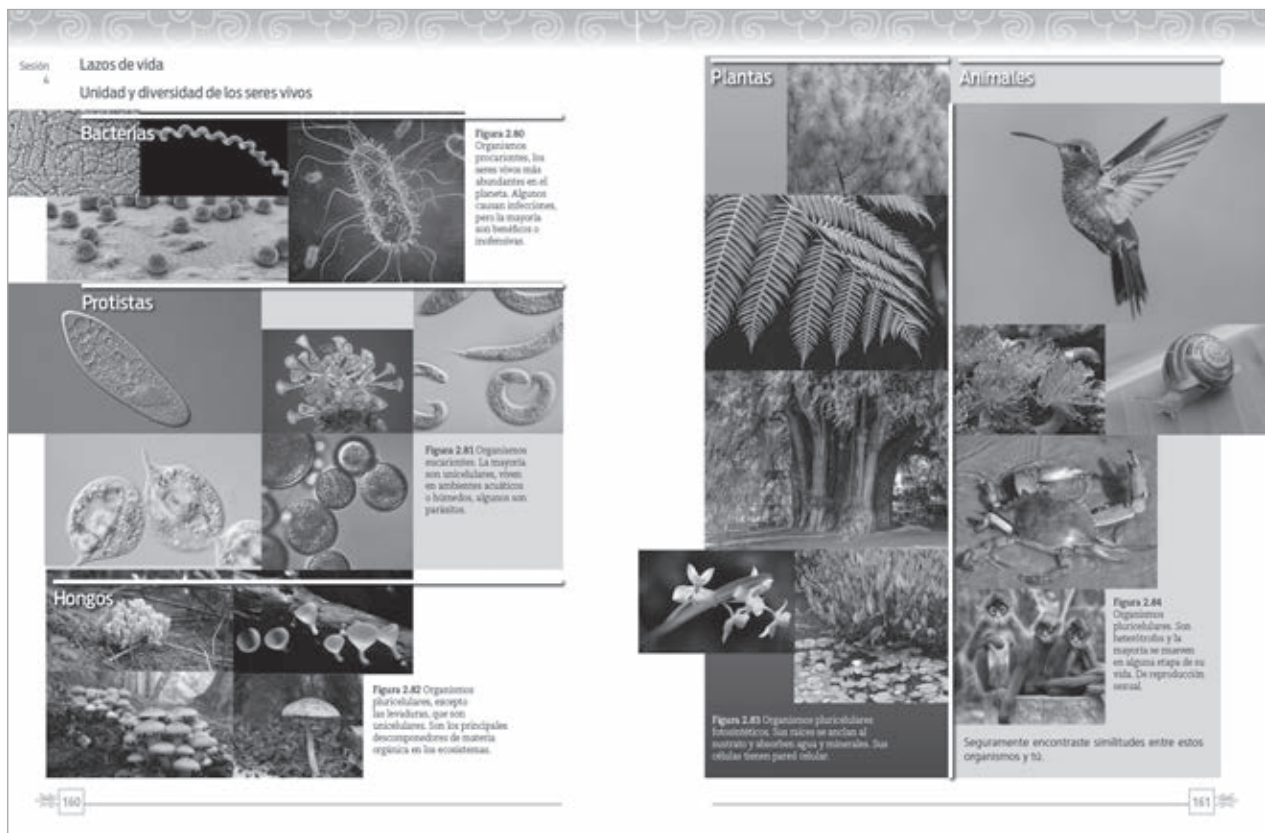 Sesión
4
Lazos de vida
Unidad y diversidad de los seres vivos
Bacterias
Figura 2.80
Organismos
procariontes, los
seres vivos más
abundantes en el
planeta. Algunos
causan infecciones,
pero la mayoría
son benéficos o
inofensivas.
Protistas
Figura 2.81 Organismos
eucariontes. La mayoría
son unicelulares, viven
en ambientes acuáticos
o húmedos, algunos son
parásitos.
Hongos
Figura 2.82 Organismos
pluricelulares, excepto
las levaduras, que son
unicelulares. Son los principales
descomponedores de materia
orgánica en los ecosistemas.
160
Plantas
Figura 2.83 Organismos pluricelulares
fotosintéticos. Sus raíces se anclan al
sustrato y absorben agua y minerales. Sus
células tienen pared celular.
Animales
Figura 2.84
Organismos
pluricelulares. Son
heterótrofos y la
mayoría se mueven
en alguna etapa de su
vida. De reproducción
sexual.
Seguramente encontraste similitudes entre estos
organismos y tú.
161